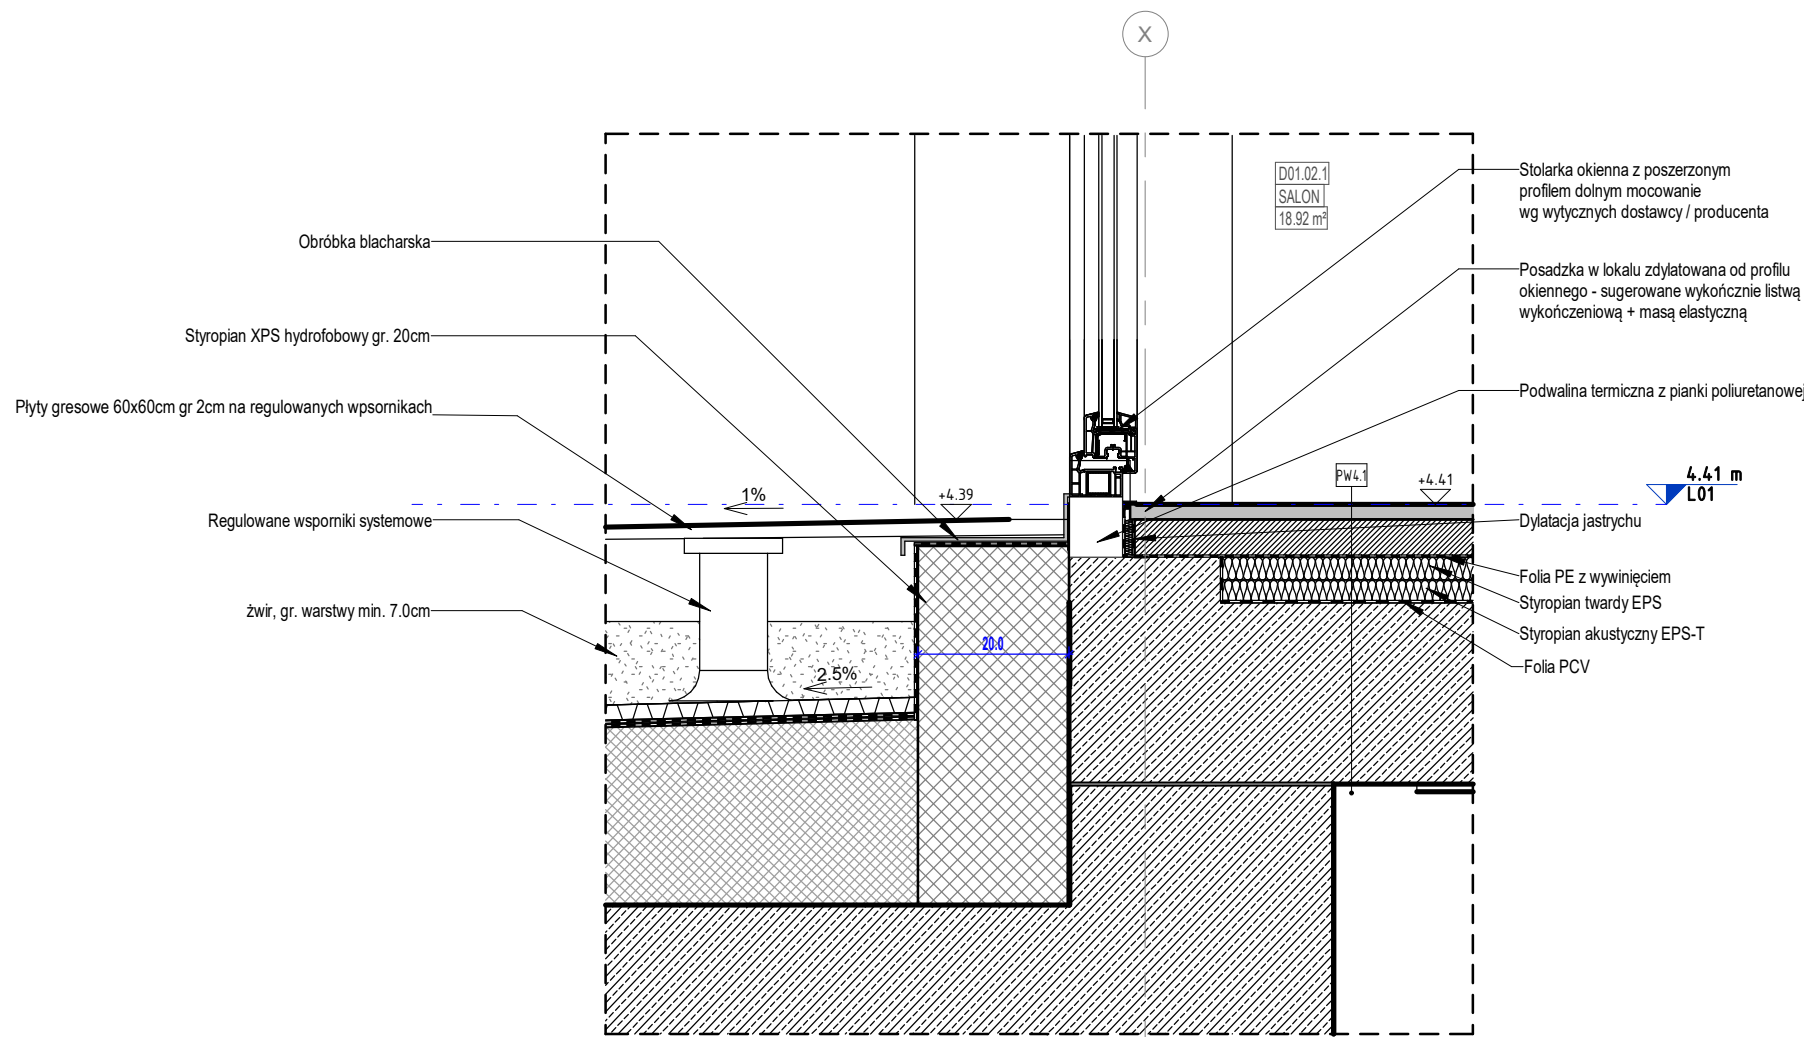 X
D01.02.1
SALON
18.92 m²
Stolarka okienna z poszerzonym
profilem dolnym mocowanie
wg wytycznych dostawcy / producenta
Obróbka blacharska
Posadzka w lokalu zdylatowana od profilu
okiennego - sugerowane wykończnie listwą
wykończeniową + masą elastyczną
Styropian XPS hydrofobowy gr. 20cm
Podwalina termiczna z pianki poliuretanowej
Płyty gresowe 60x60cm gr 2cm na regulowanych wpsornikach
PW4.1
+4.41
4.41 m
L01
1%
+4.39
Regulowane wsporniki systemowe
Dylatacja jastrychu
Folia PE z wywinięciem
Styropian twardy EPS
żwir, gr. warstwy min. 7.0cm
Styropian akustyczny EPS-T
20.0
Folia PCV
2.5%